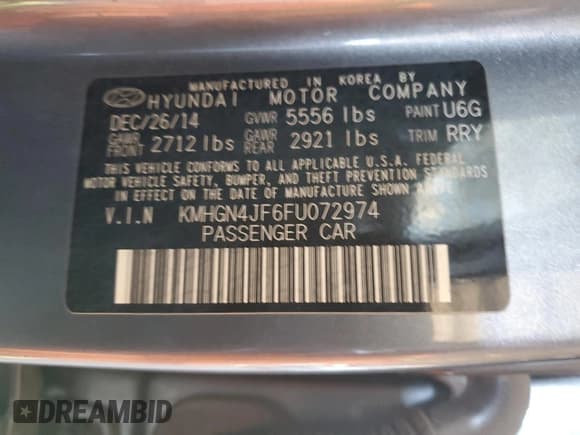 MANUFACTURED IN KOREA BY
HYUNDAI MOTOR COMPANY
DEC/26/14 GVWR 5556 lbs PAINT U6G
GAWR FRONT 2712 lbs GAWR REAR 2921 lbs TRIM RRY
THIS VEHICLE CONFORMS TO ALL APPLICABLE U.S.A. FEDERAL
MOTOR VEHICLE SAFETY, BUMPER, AND THEFT PREVENTION STANDARDS
IN EFFECT ON THE DATE OF MANUFACTURE SHOWN ABOVE.
V.I.N KMHGN4JF6FU072974
PASSENGER CAR
DREAMBID